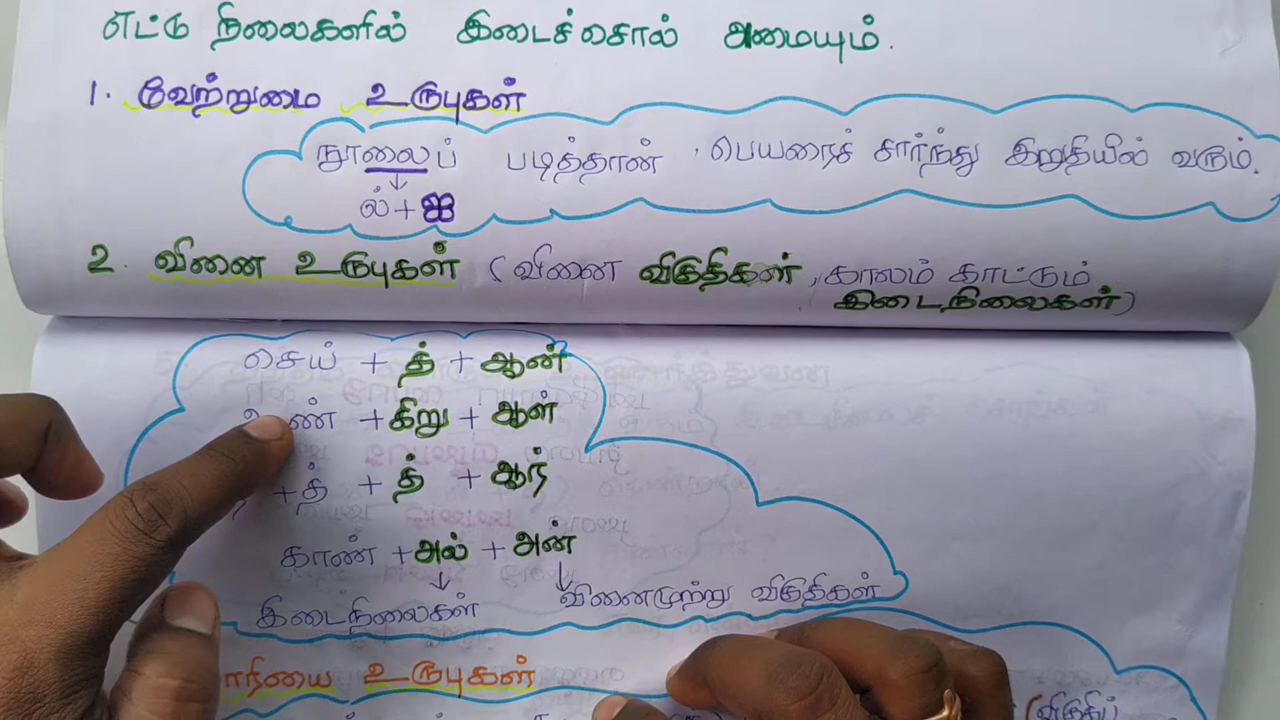 எட்டு நிலைகளில் இடைச்சொல் அமையும்.
1. வேற்றுமை உருபுகள்
நூலைப் படித்தான் , பெயரைச் சார்ந்து இறுதியில் வரும்.
ல் + ஐ
2. வினை உருபுகள் (வினை விகுதிகள், காலம் காட்டும்
இடைநிலைகள்)
செய் + த் + ஆன்
உண் + கிறு + ஆள்
+ த் + த் + ஆர்
காண் + அல் + அன்
இடைநிலைகள் வினைமுற்று விகுதிகள்
உருபுகள்
(விகுதிப்